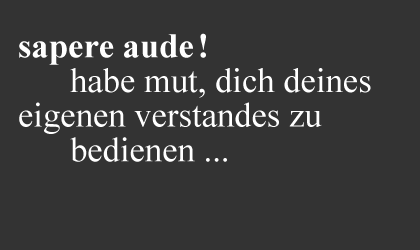 sapere aude!
habe mut, dich deines
eigenen verstandes zu
bedienen ...